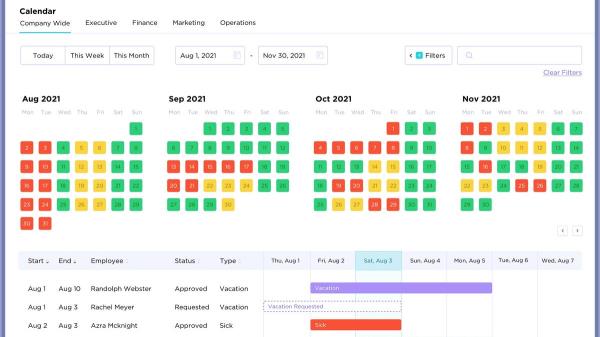 Calendar
Company Wide Executive Finance Marketing Operations
Today This Week This Month Aug 1, 2021 - Nov 30, 2021 Filters
Clear Filters
Aug 2021 Sep 2021 Oct 2021 Nov 2021
Mon Tue Wed Thu Fri Sat Sun Mon Tue Wed Thu Fri Sat Sun Mon Tue Wed Thu Fri Sat Sun Mon Tue Wed Thu Fri Sat Sun
1 1 2 3 4 5 1 2 3 1 2 3 4 5 6 7
2 3 4 5 6 7 8 6 7 8 9 10 11 12 4 5 6 7 8 9 10 8 9 10 11 12 13 14
9 10 11 12 13 14 15 13 14 15 16 17 18 19 11 12 13 14 15 16 17 15 16 17 18 19 20 21
16 17 18 19 20 21 22 20 21 22 23 24 25 26 18 19 20 21 22 23 24 22 23 24 25 26 27 28
23 24 25 26 27 28 29 27 28 29 30 25 26 27 28 29 30 31 29 30
30 31
Start End Employee Status Type Thu, Aug 1 Fri, Aug 2 Sat, Aug 3 Sun, Aug 4 Mon, Aug 5 Tue, Aug 6 Wed, Aug 7
Aug 1 Aug 10 Randolph Webster Approved Vacation Vacation
Aug 1 Aug 3 Rachel Meyer Requested Vacation Vacation Requested
Aug 2 Aug 3 Azra Mcknight Approved Sick Sick